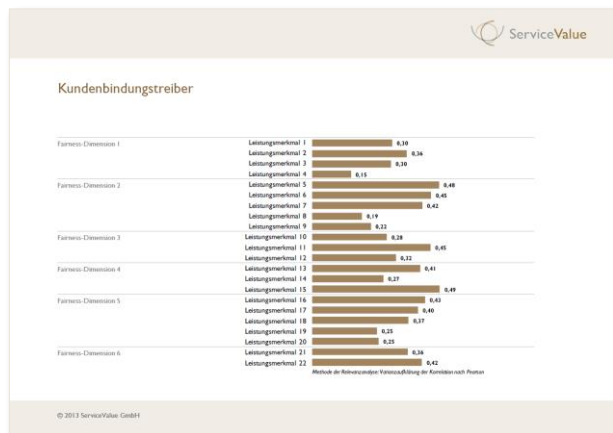 ServiceValue
Kundenbindungstreiber
Fairness-Dimension 1
Leistungsmerkmal 1 0,30
Leistungsmerkmal 2 0,36
Leistungsmerkmal 3 0,30
Leistungsmerkmal 4 0,15
Fairness-Dimension 2
Leistungsmerkmal 5 0,48
Leistungsmerkmal 6 0,45
Leistungsmerkmal 7 0,42
Leistungsmerkmal 8 0,19
Leistungsmerkmal 9 0,22
Fairness-Dimension 3
Leistungsmerkmal 10 0,28
Leistungsmerkmal 11 0,45
Leistungsmerkmal 12 0,32
Fairness-Dimension 4
Leistungsmerkmal 13 0,41
Leistungsmerkmal 14 0,27
Leistungsmerkmal 15 0,49
Fairness-Dimension 5
Leistungsmerkmal 16 0,43
Leistungsmerkmal 17 0,40
Leistungsmerkmal 18 0,37
Leistungsmerkmal 19 0,25
Leistungsmerkmal 20 0,25
Fairness-Dimension 6
Leistungsmerkmal 21 0,36
Leistungsmerkmal 22 0,42
Methode der Relevanzanalyse: Varianzaufklärung der Korrelation nach Pearson
© 2013 ServiceValue GmbH